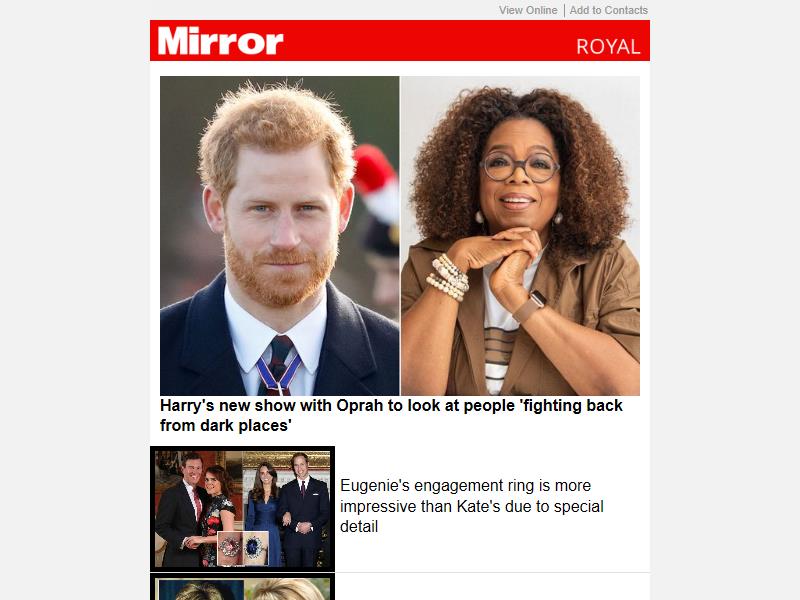 View Online | Add to Contacts
Mirror
ROYAL
Harry's new show with Oprah to look at people 'fighting back
from dark places'
Eugenie's engagement ring is more
impressive than Kate's due to special
detail